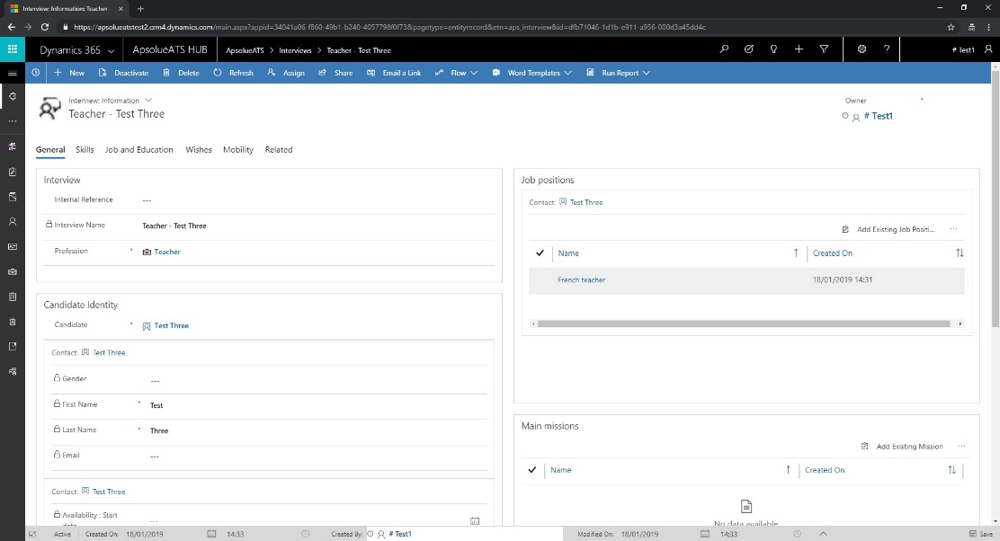 Interview: Information: Teacher -
https://apsolueatstest2.crm4.dynamics.com/main.aspx?appid=34041a06-f860-49b1-b240-4057798f0f73&pagetype=entityrecord&etn=aps_interview&id=dfb71046-1d1b-e911-a956-000d3a45dd4c
Dynamics 365 ApsolueATS HUB ApsolueATS > Interviews > Teacher - Test Three # Test1
New Deactivate Delete Refresh Assign Share Email a Link Flow Word Templates Run Report
Interview: Information
Teacher - Test Three
Owner *
# Test1
General Skills Job and Education Wishes Mobility Related
Interview
Internal Reference ---
Interview Name Teacher - Test Three
Profession * Teacher
Candidate Identity
Candidate * Test Three
Contact: Test Three
Gender ---
First Name * Test
Last Name * Three
Email ---
Contact: Test Three
Availability : Start
date ---
Job positions
Contact: Test Three
Add Existing Job Positi... ...
Name Created On
French teacher 18/01/2019 14:31
Main missions
Add Existing Mission ...
Name Created On
No data available
Active Created On: 18/01/2019 14:33 Created By: # Test1 Modified On: 18/01/2019 14:33 Save